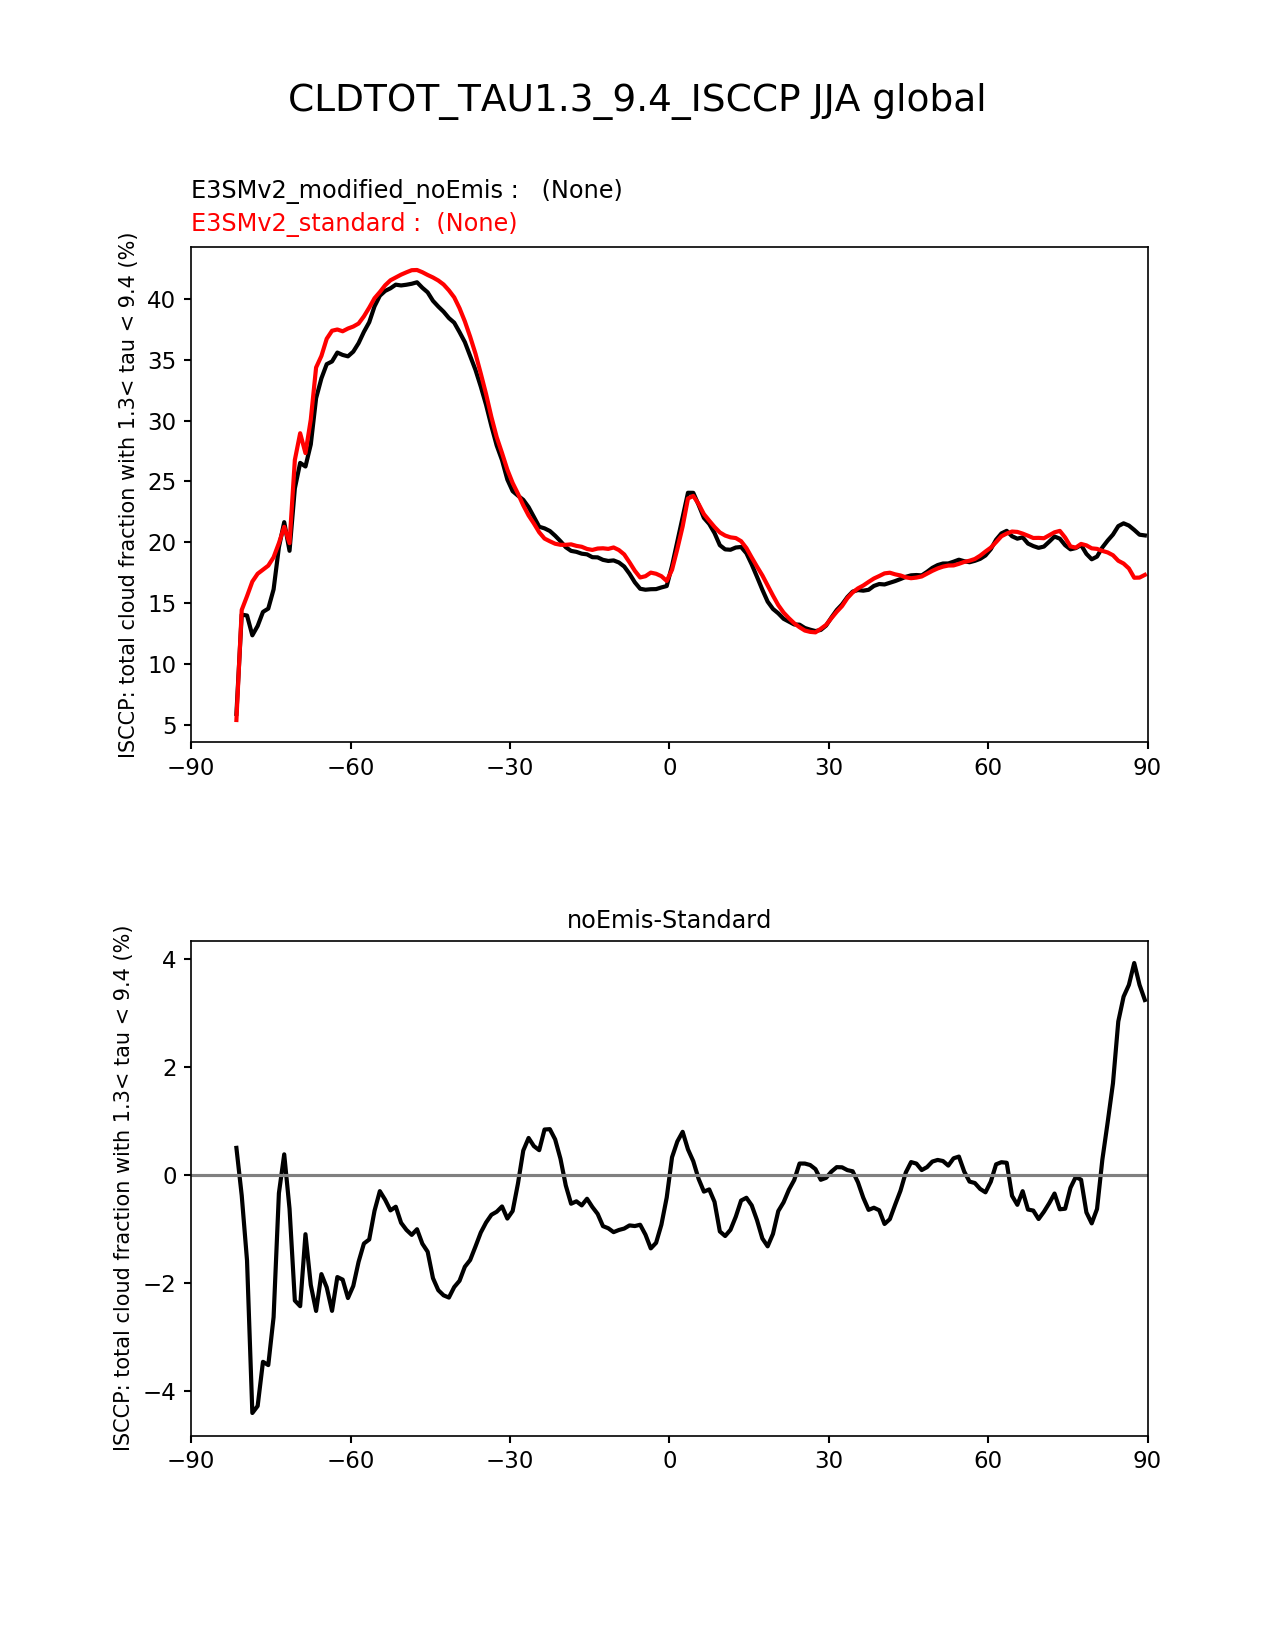 CLDTOT_TAU1.3_9.4_ISCCP JJA global
E3SMv2_modified_noEmis :   (None)
E3SMv2_standard :  (None)
ISCCP: total cloud fraction with 1.3< tau < 9.4 (%)
40
35
30
25
20
15
10
5
−90 −60 −30 0 30 60 90
noEmis-Standard
ISCCP: total cloud fraction with 1.3< tau < 9.4 (%)
4
2
0
−2
−4
−90 −60 −30 0 30 60 90